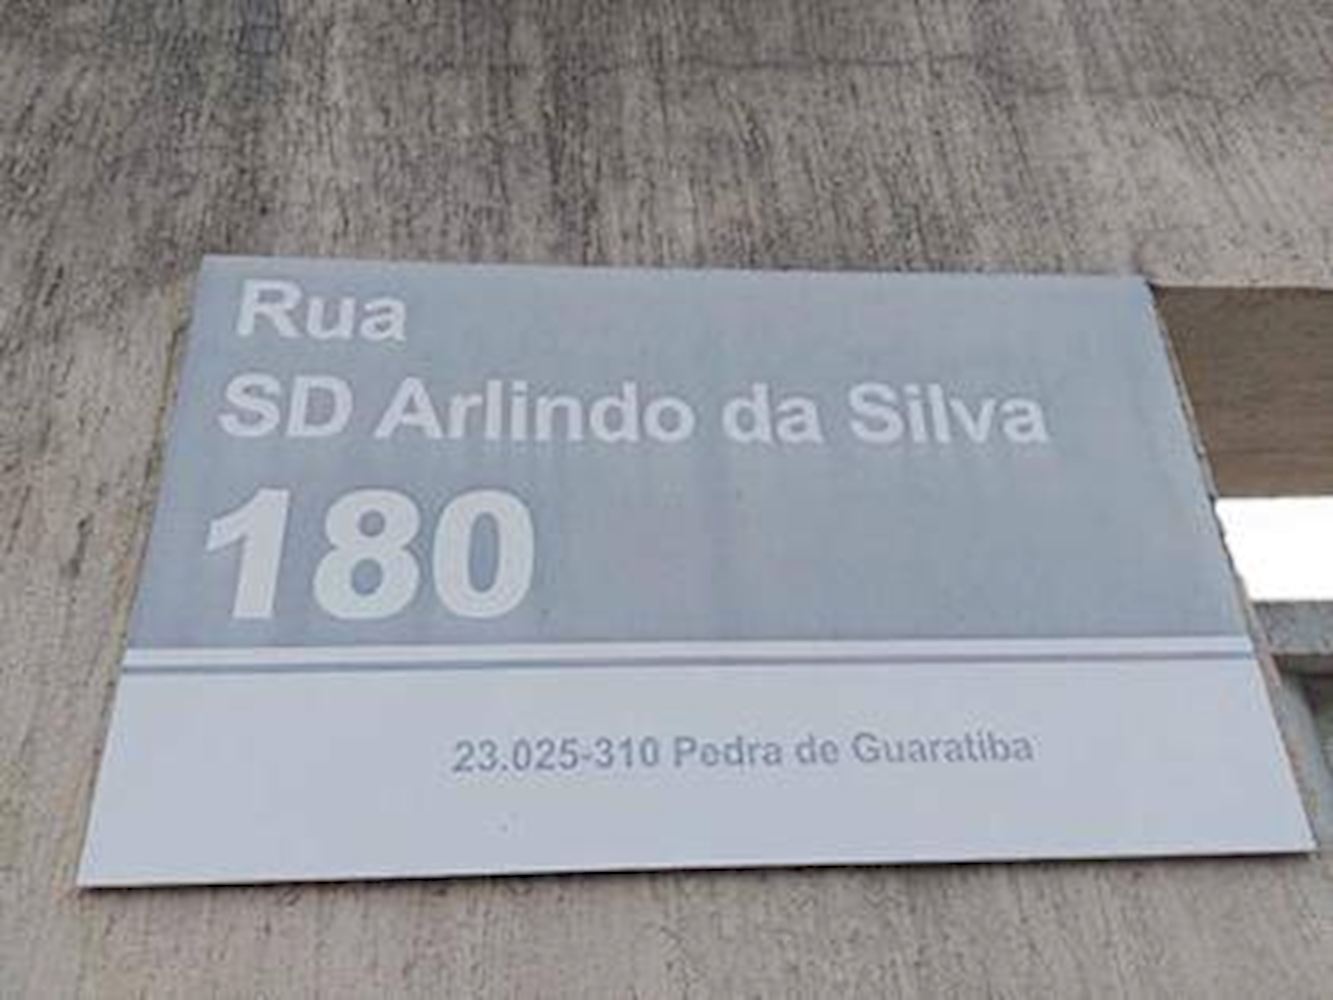 Rua
SD Arlindo da Silva
180
23.025-310 Pedra de Guaratiba